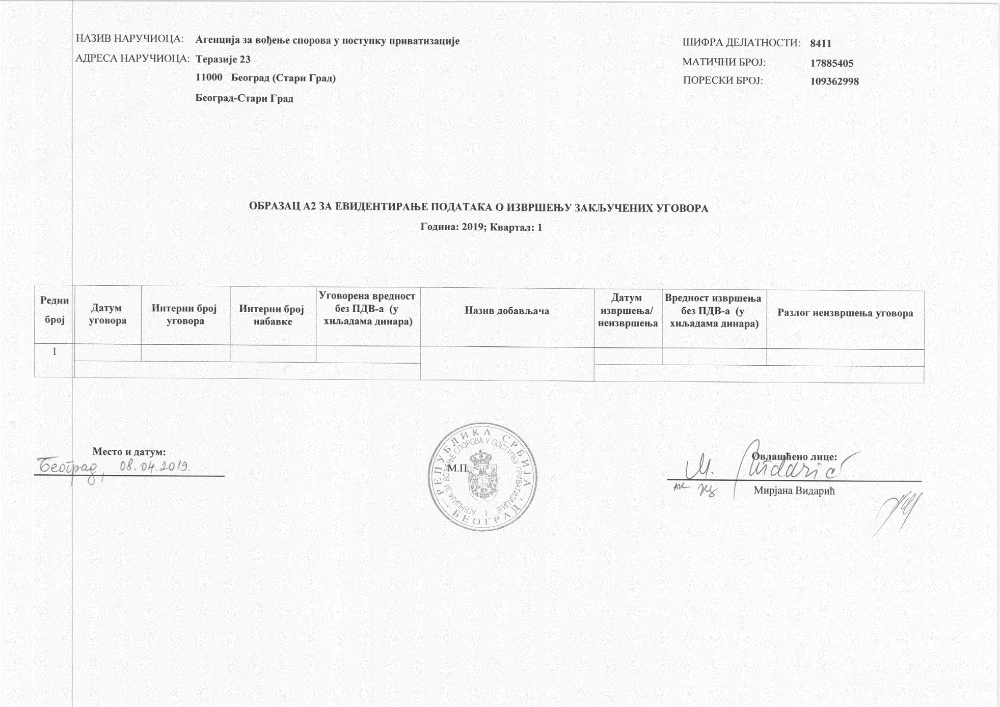 НАЗИВ НАРУЧИОЦА: Агенција за вођење спорова у поступку приватизације
АДРЕСА НАРУЧИОЦА: Теразије 23
11000 Београд (Стари Град)
Београд-Стари Град
ШИФРА ДЕЛАТНОСТИ: 8411
МАТИЧНИ БРОЈ: 17885405
ПОРЕСКИ БРОЈ: 109362998
ОБРАЗАЦ А2 ЗА ЕВИДЕНТИРАЊЕ ПОДАТАКА О ИЗВРШЕЊУ ЗАКЉУЧЕНИХ УГОВОРА
Година: 2019; Квартал: 1
Редни
број
Датум
уговора
Интерни број
уговора
Интерни број
набавке
Уговорена вредност
без ПДВ-а (у
хиљадама динара)
Назив добављача
Датум
извршења/
неизвршења
Вредност извршења
без ПДВ-а (у
хиљадама динара)
Разлог неизвршења уговора
1
Место и датум:
Београд, 08.04.2019.
М.П.
РЕПУБЛИКА СРБИЈА
АГЕНЦИЈА ЗА ВОЂЕЊЕ СПОРОВА У ПОСТУПКУ ПРИВАТИЗАЦИЈЕ
I
* БЕОГРАД *
Овлашћено лице:
М. Vidarić
Мирјана Видарић